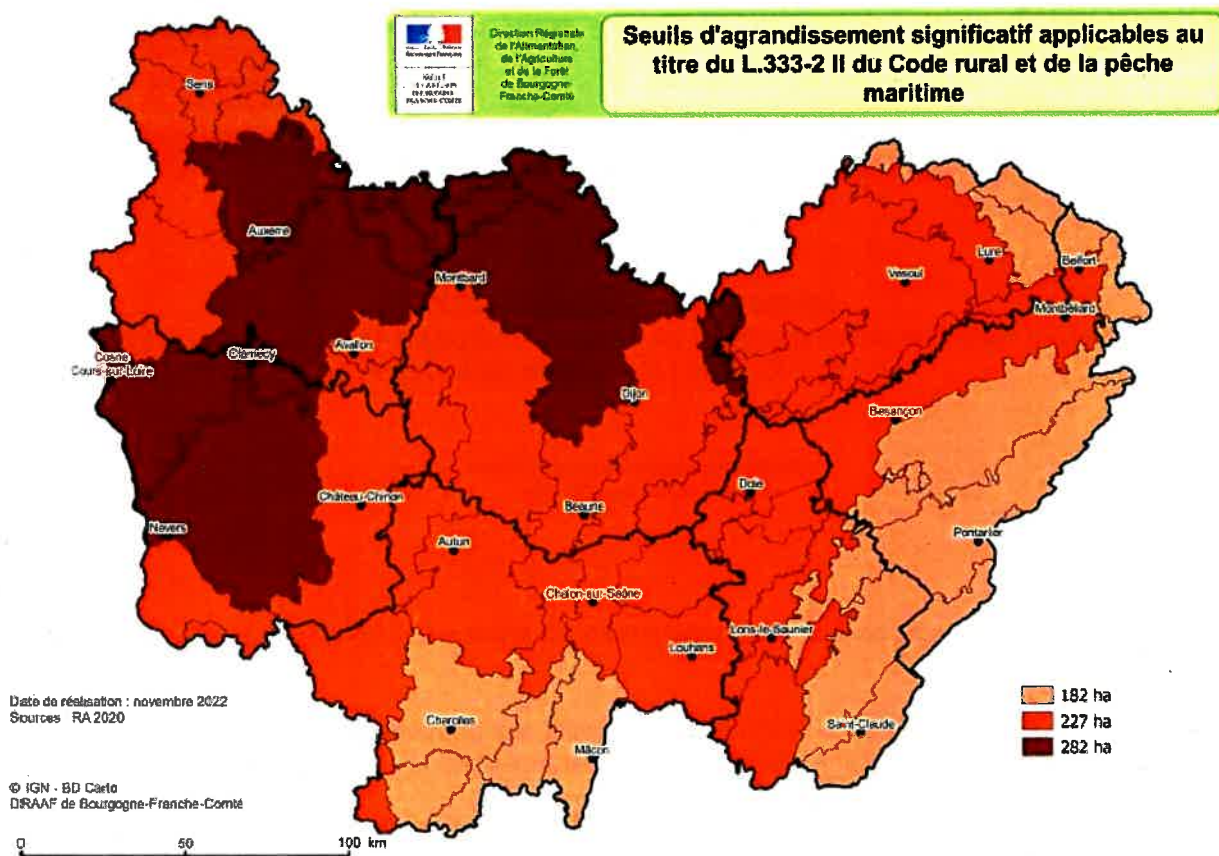 Direction Régionale
de l'Alimentation,
de l'Agriculture
et de la Forêt
de Bourgogne-
Franche-Comté
Seuils d'agrandissement significatif applicables au
titre du L.333-2 II du Code rural et de la pêche
maritime
Sens
Auxerre
Montbard
Vesoul
Lure
Belfort
Montbéliard
Cosne
Cours-sur-Loire
Clamecy
Avallon
Dijon
Besançon
Château-Chinon
Beaune
Dole
Nevers
Autun
Pontarlier
Chalon-sur-Saône
Lons-le-Saunier
Louhans
Date de réalisation : novembre 2022
Sources RA 2020
Charolles
Saint-Claude
Mâcon
182 ha
227 ha
282 ha
© IGN - BD Carto
DRAAF de Bourgogne-Franche-Comté
0 50 100 km